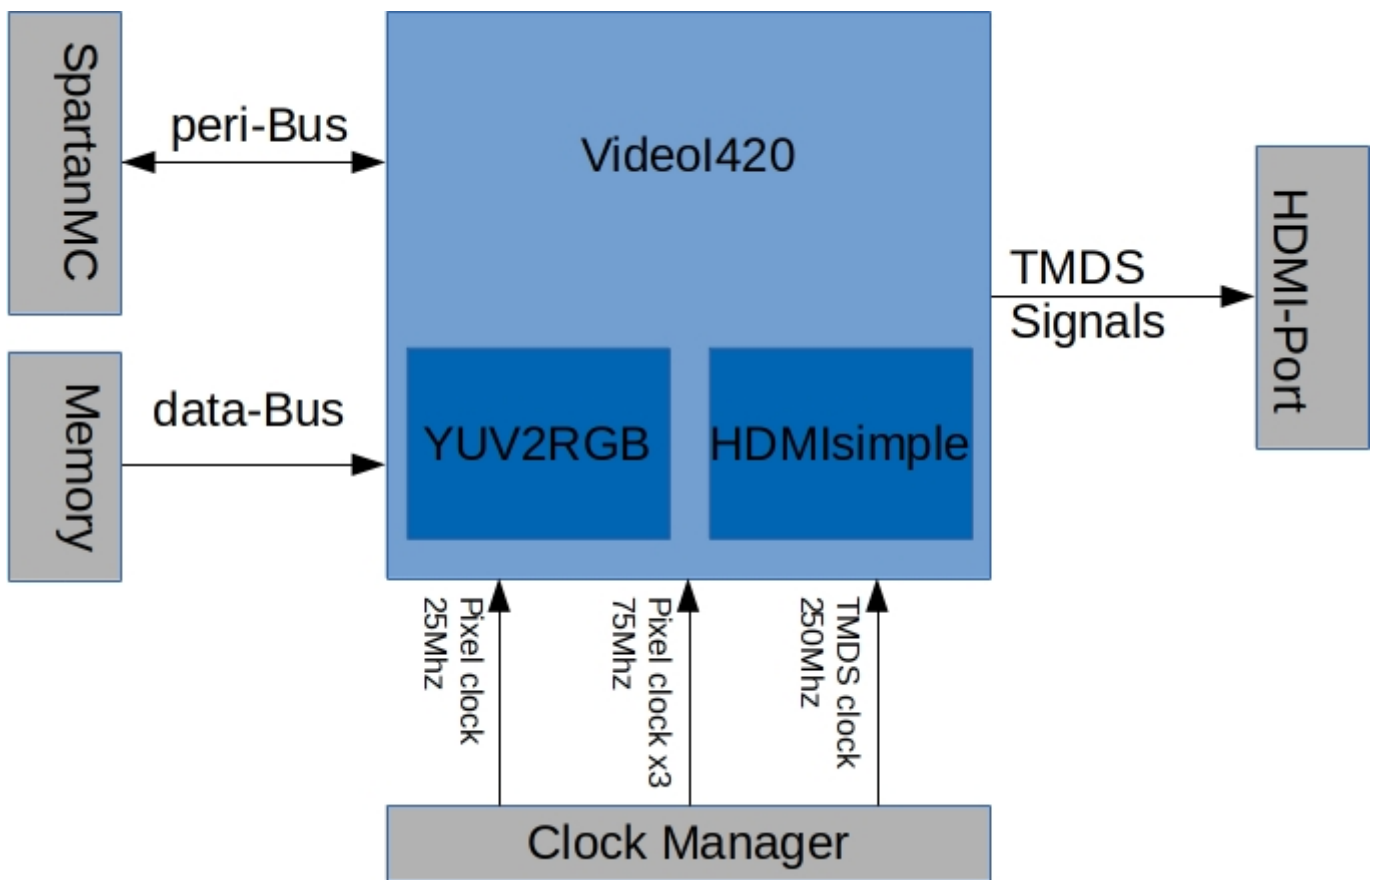 SpartanMC
peri-Bus
VideoI420
TMDS
Signals
HDMI-Port
Memory
data-Bus
YUV2RGB
HDMIsimple
Pixel clock
25Mhz
Pixel clock x3
75Mhz
TMDS clock
250Mhz
Clock Manager